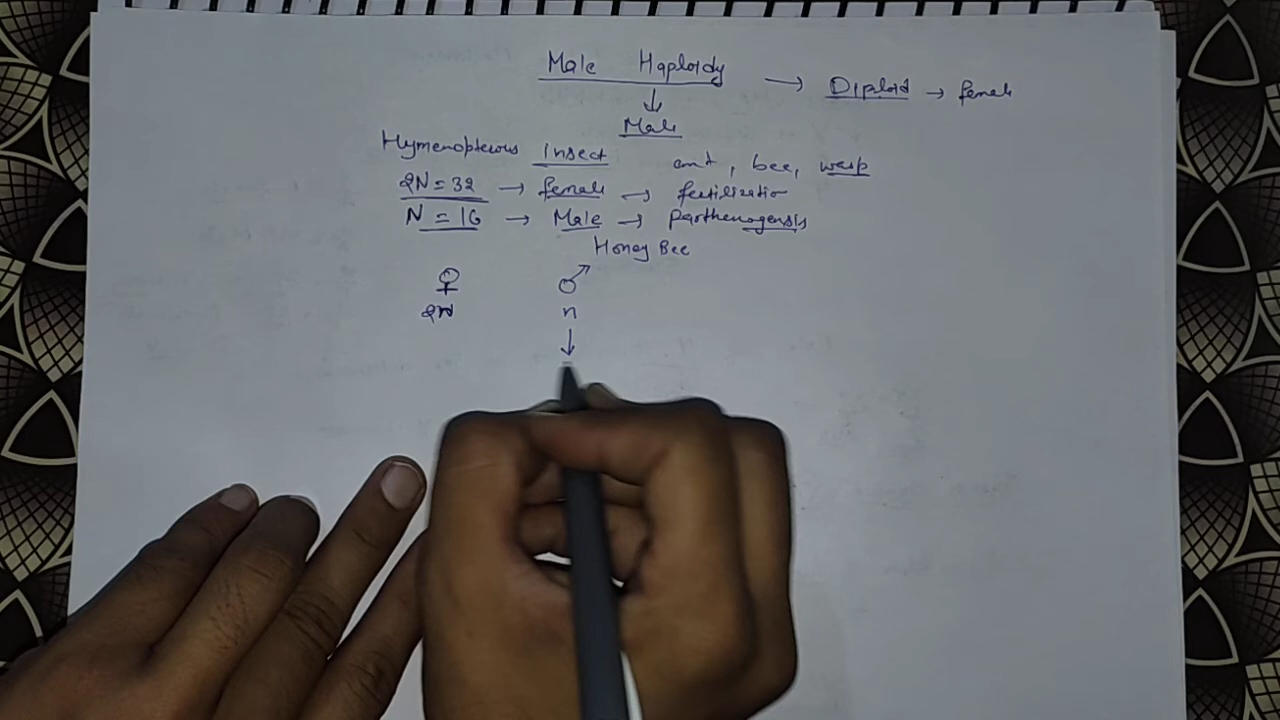 Male Haploidy → Diploid → female
↓
Male
Hymenopterous insect ant, bee, wasp
2N = 32 → female → fertilization
N = 16 → Male → parthenogensis
Honey Bee
♀ ♂
2N n
↓